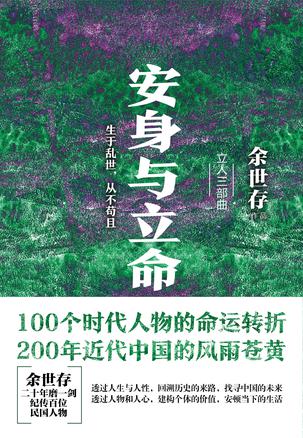 安身与立命
生于乱世，从不苟且
立人三部曲
余世存
作品
100个时代人物的命运转折
200年近代中国的风雨苍黄
余世存
二十年磨一剑
纪传百位
民国人物
透过人生与人性，回溯历史的来路，找寻中国的未来
透过人物和人心，建构个体的价值，安顿当下的生活